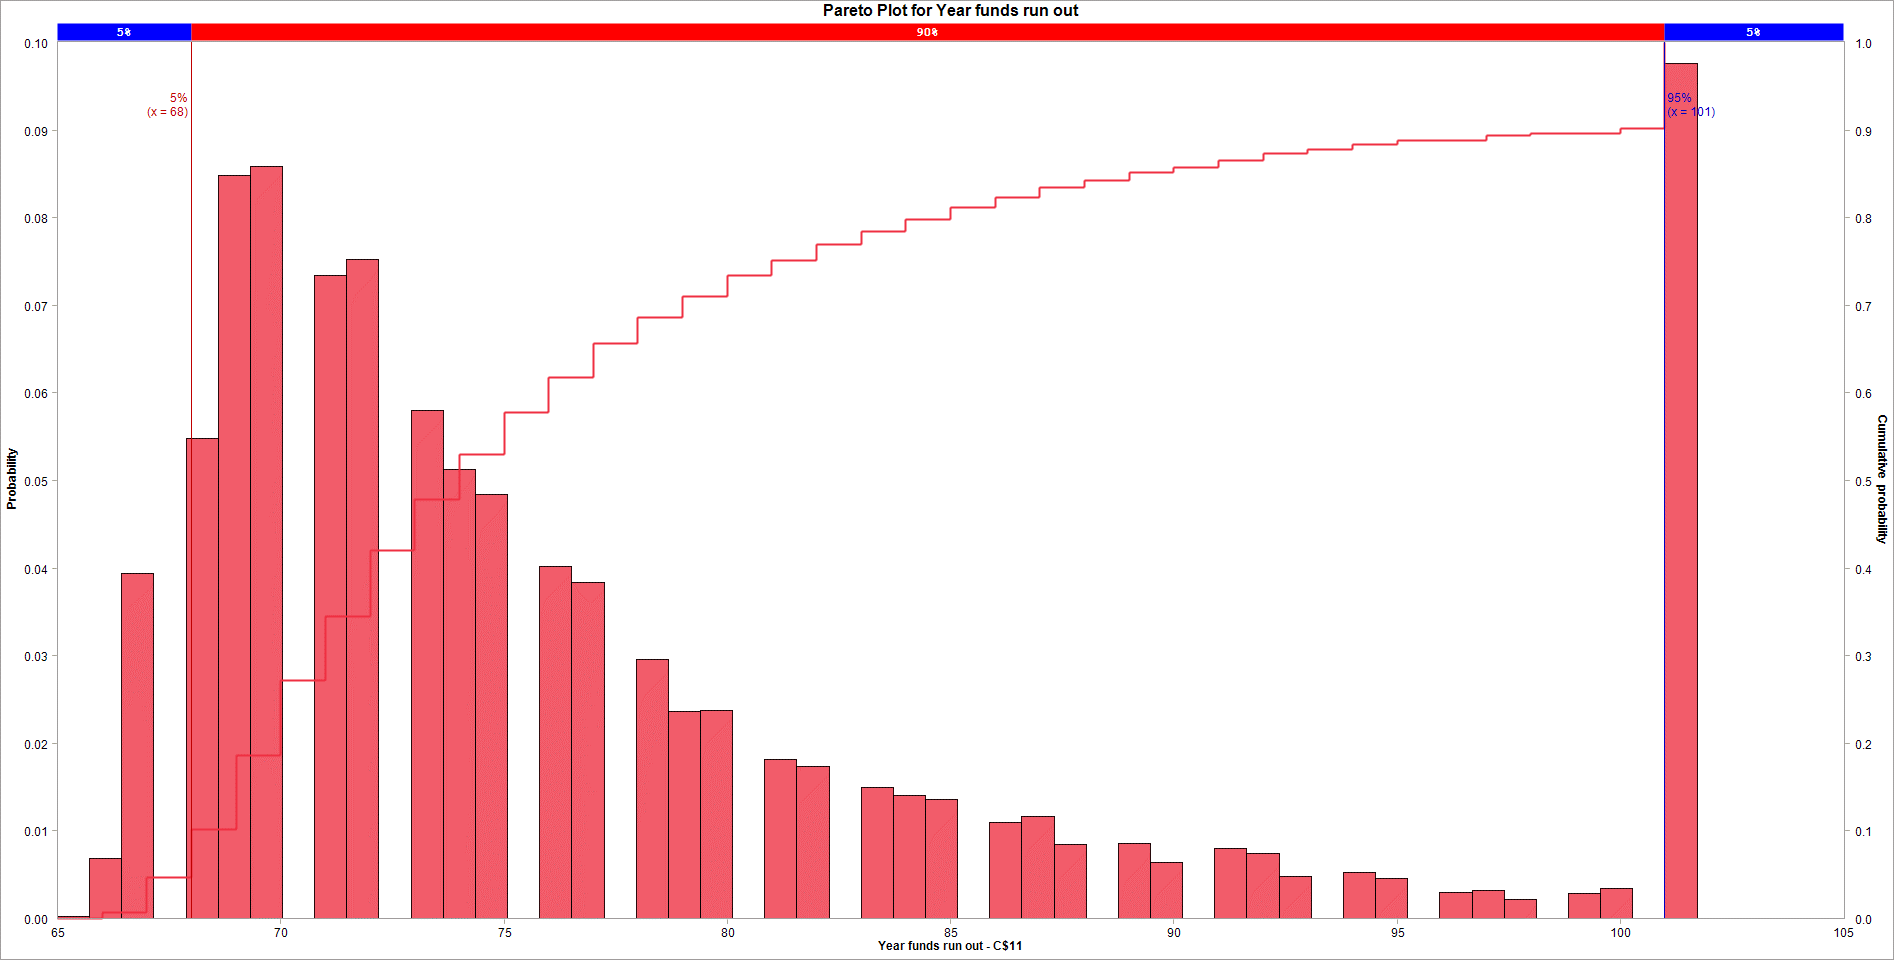 Pareto Plot for Year funds run out
5% 90% 5%
0.10 1.0
5%
(x = 68)
95%
(x = 101)
0.09 0.9
0.08 0.8
0.07 0.7
0.06 0.6
0.05 0.5
0.04 0.4
0.03 0.3
0.02 0.2
0.01 0.1
0.00 0.0
Probability
Cumulative probability
65 70 75 80 85 90 95 100 105
Year funds run out - C$11